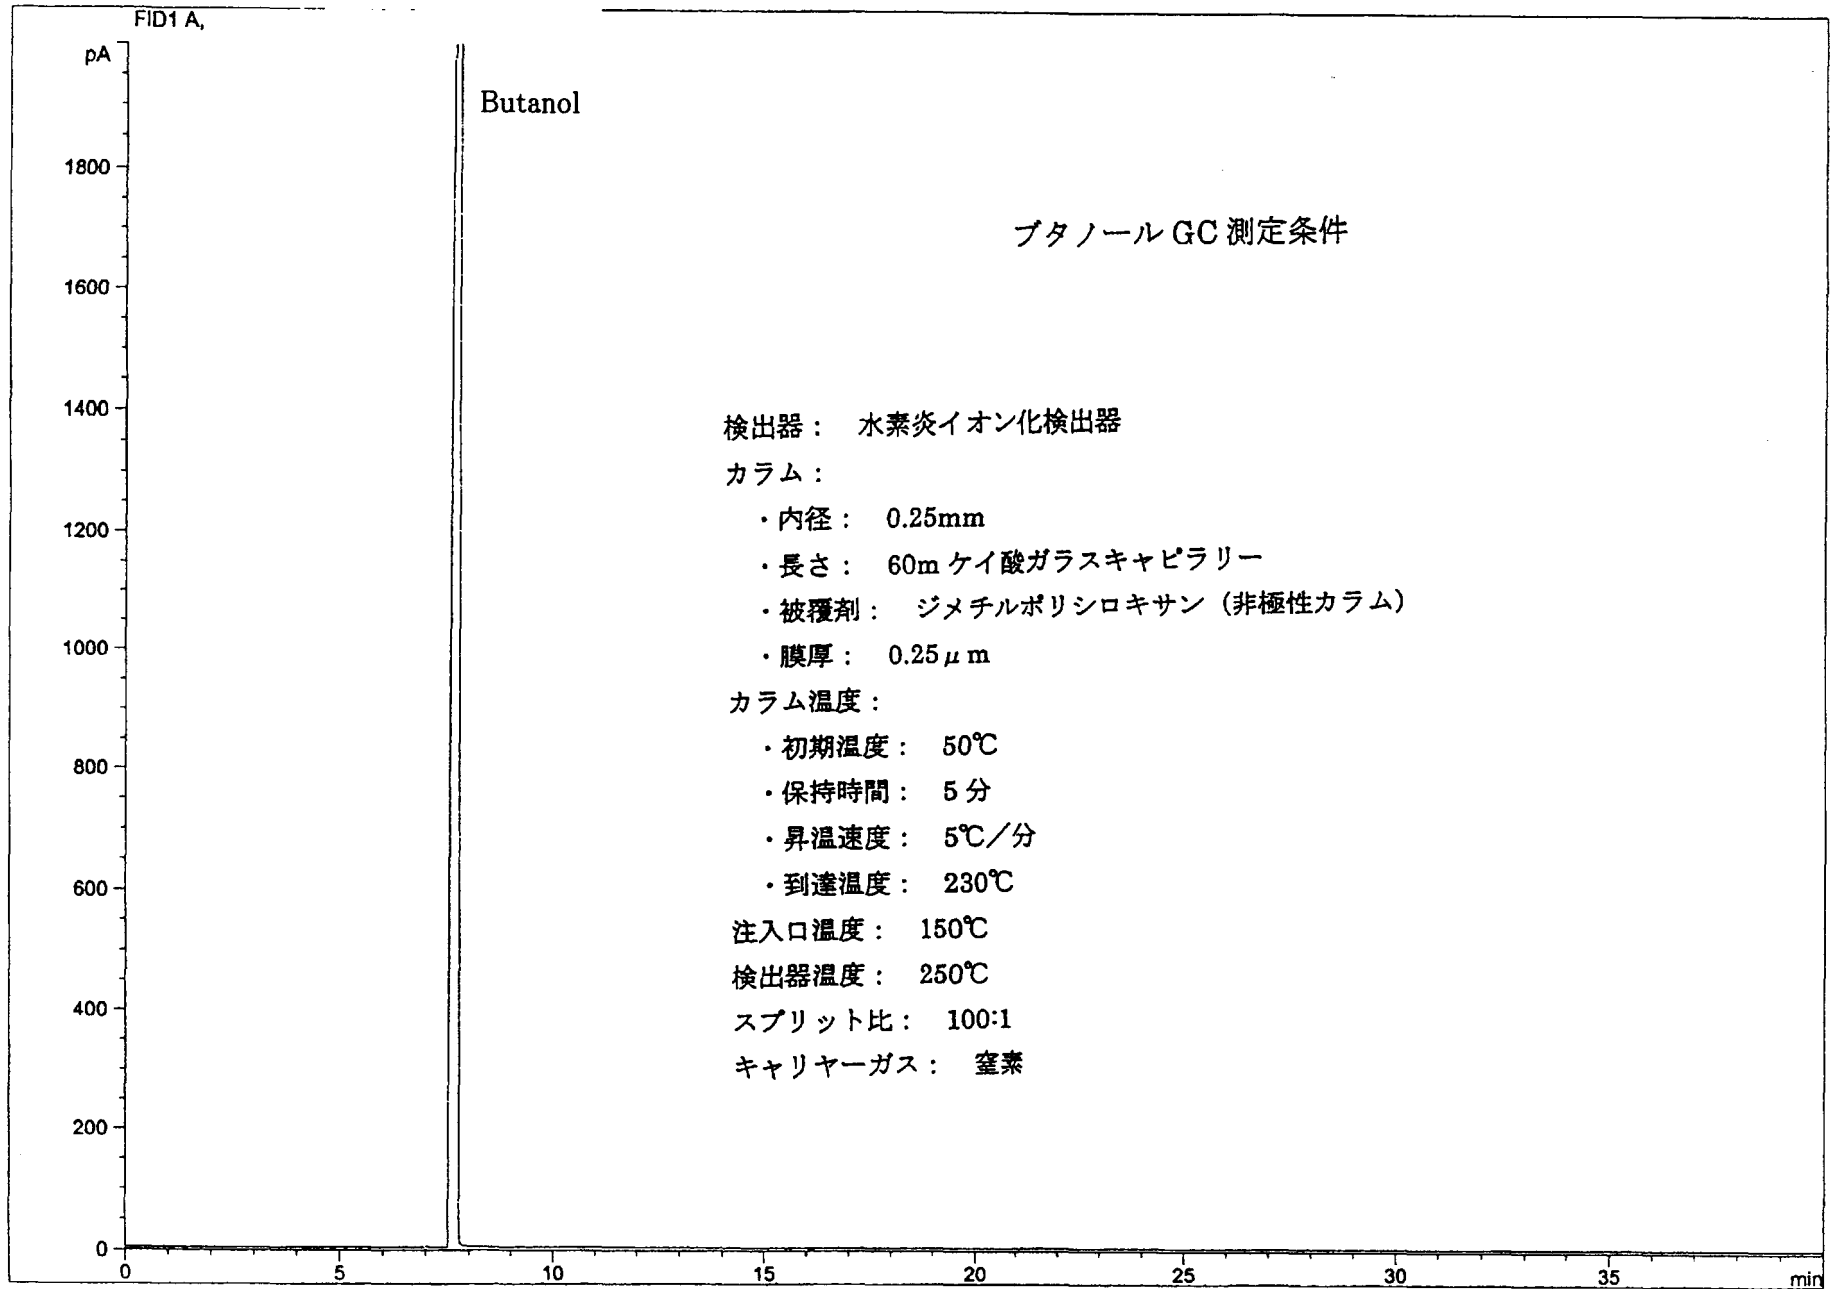 FID1 A,
pA
Butanol
1800
ブタノール GC 測定条件
1600
1400
検出器： 水素炎イオン化検出器
カラム：
・内径： 0.25mm
1200
・長さ： 60m ケイ酸ガラスキャピラリー
・被覆剤： ジメチルポリシロキサン（非極性カラム）
1000
・膜厚： 0.25μm
カラム温度：
・初期温度： 50℃
800
・保持時間： 5 分
・昇温速度： 5℃／分
600
・到達温度： 230℃
注入口温度： 150℃
検出器温度： 250℃
400
スプリット比： 100:1
キャリヤーガス： 窒素
200
0
0 5 10 15 20 25 30 35 min